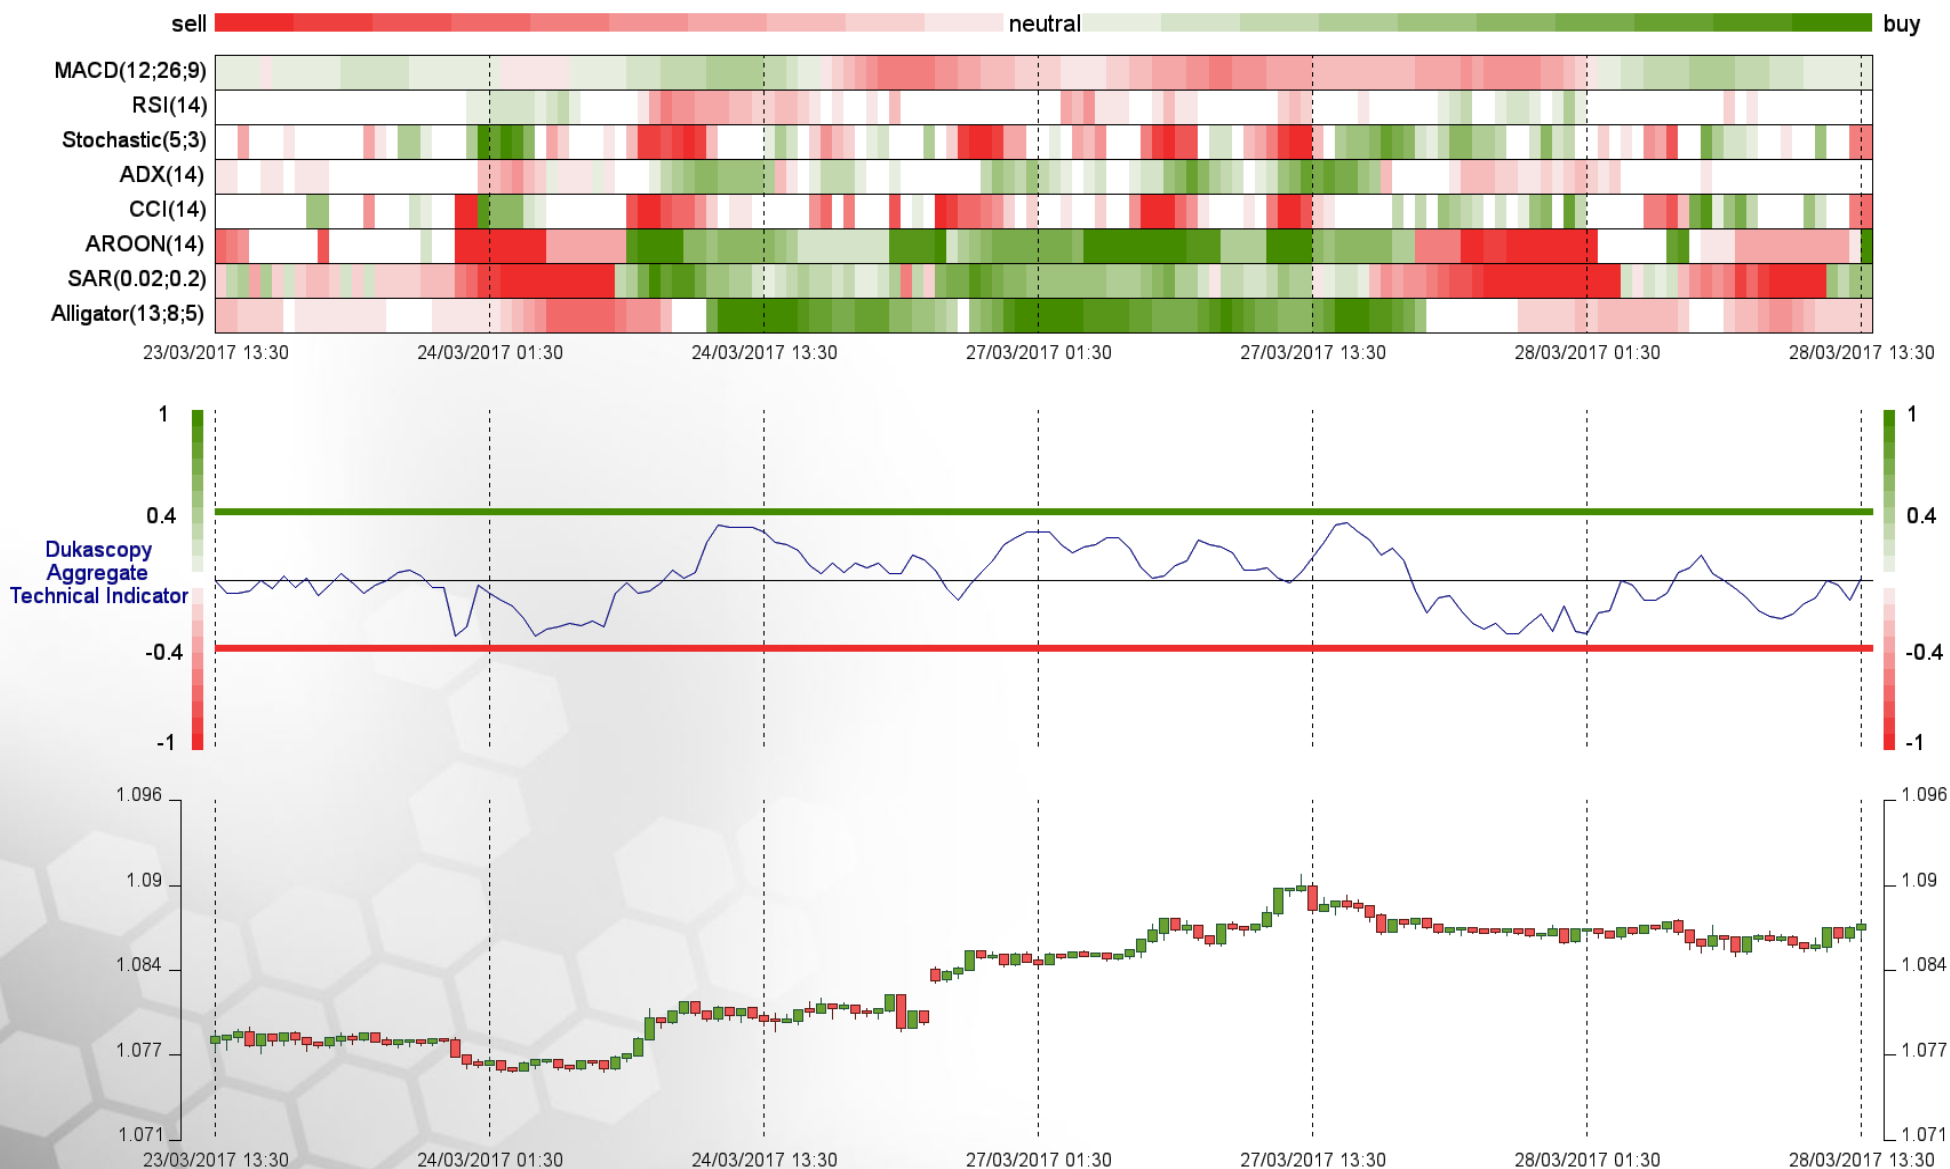 sell neutral buy
MACD(12;26;9)
RSI(14)
Stochastic(5;3)
ADX(14)
CCI(14)
AROON(14)
SAR(0.02;0.2)
Alligator(13;8;5)
23/03/2017 13:30 24/03/2017 01:30 24/03/2017 13:30 27/03/2017 01:30 27/03/2017 13:30 28/03/2017 01:30 28/03/2017 13:30
1 1
0.4 0.4
Dukascopy
Aggregate
Technical Indicator
-0.4 -0.4
-1 -1
1.096 1.096
1.09 1.09
1.084 1.084
1.077 1.077
1.071 1.071
23/03/2017 13:30 24/03/2017 01:30 24/03/2017 13:30 27/03/2017 01:30 27/03/2017 13:30 28/03/2017 01:30 28/03/2017 13:30